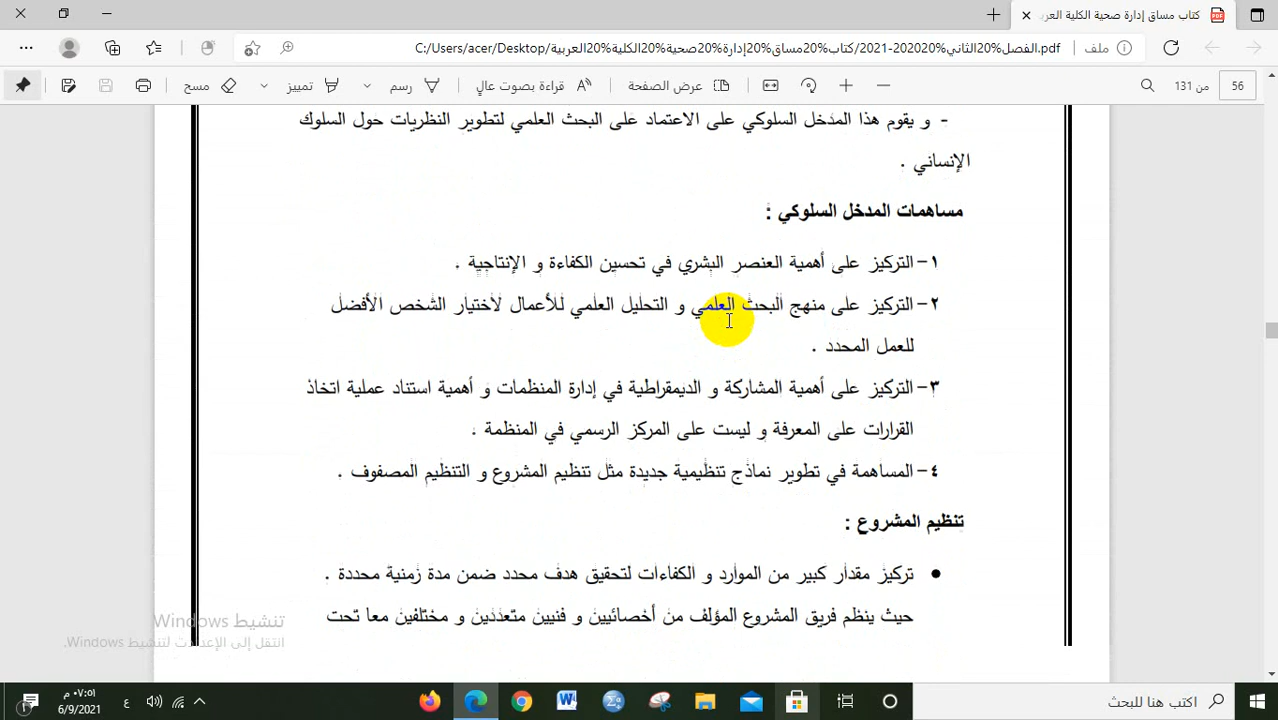 كتاب مساق إدارة صحية الكلية العربـ
ملف
C:/Users/acer/Desktop/كتاب%20مساق%20إدارة%20صحية%20الكلية%20العربية/الفصل%20الثاني%202020-2021.pdf
56
من 131
عرض الصفحة
قراءة بصوت عالٍ
رسم
تمييز
مسح
- و يقوم هذا المدخل السلوكي على الاعتماد على البحث العلمي لتطوير النظريات حول السلوك
الإنساني .
مساهمات المدخل السلوكي :
١- التركيز على أهمية العنصر البشري في تحسين الكفاءة و الإنتاجية .
٢- التركيز على منهج البحث العلمي و التحليل العلمي للأعمال لأختيار الشخص الأفضل
للعمل المحدد .
٣- التركيز على أهمية المشاركة و الديمقراطية في إدارة المنظمات و أهمية استناد عملية اتخاذ
القرارات على المعرفة و ليست على المركز الرسمي في المنظمة .
٤- المساهمة في تطوير نماذج تنظيمية جديدة مثل تنظيم المشروع و التنظيم المصفوف .
تنظيم المشروع :
● تركيز مقدار كبير من الموارد و الكفاءات لتحقيق هدف محدد ضمن مدة زمنية محددة .
حيث ينظم فريق المشروع المؤلف من أخصائيين و فنيين متعددين و مختلفين معا تحت
تنشيط Windows
انتقل إلى الإعدادات لتنشيط Windows.
اكتب هنا للبحث
ع
٠٧:٥١ م
6/9/2021